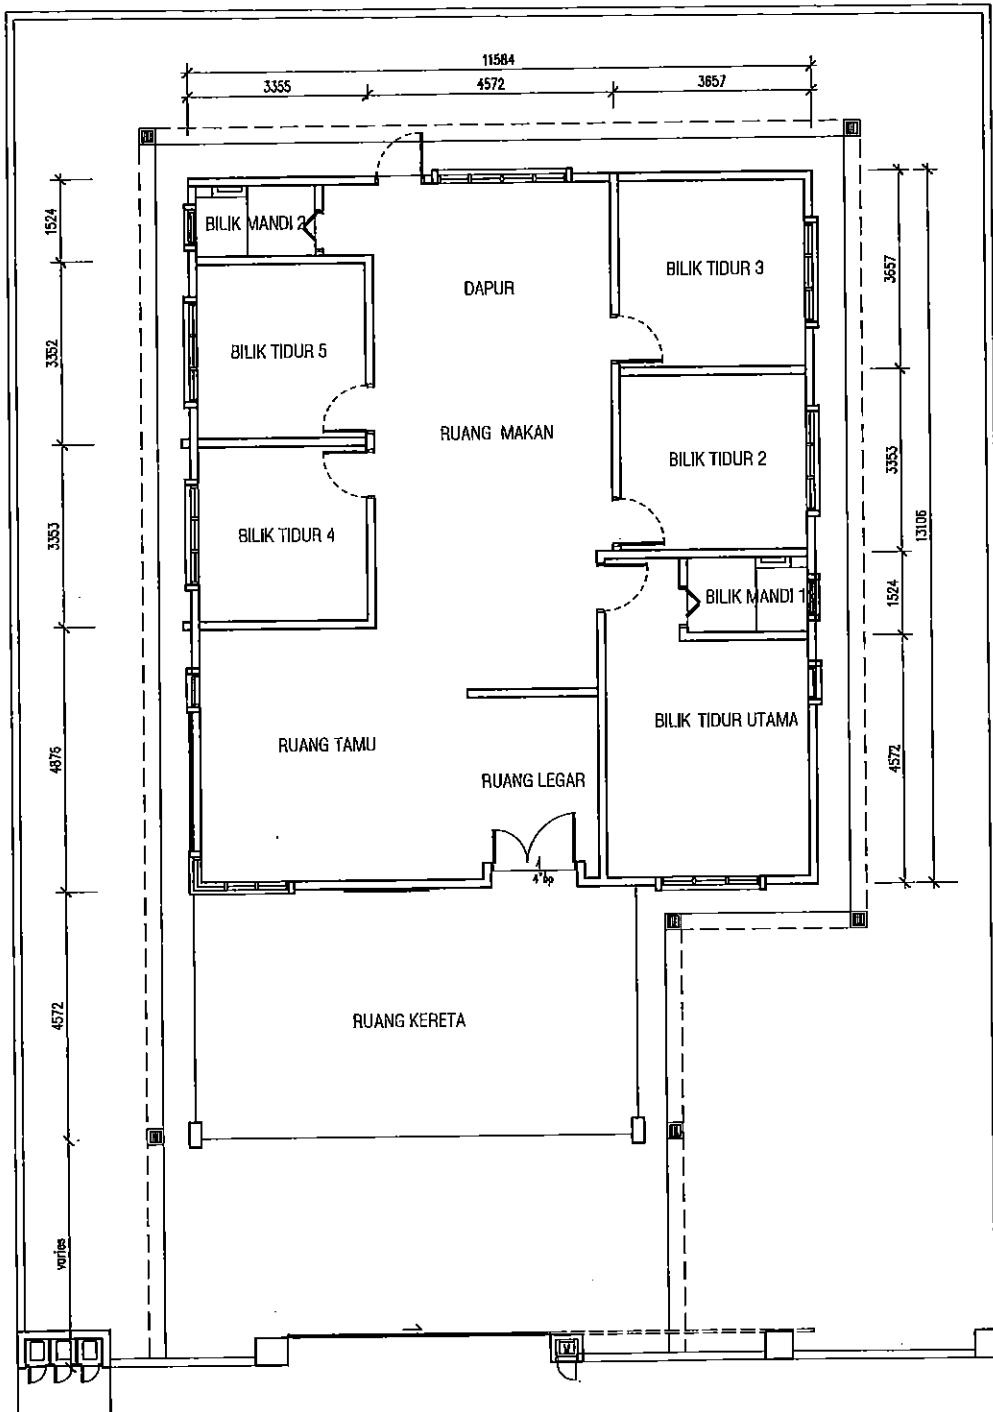 11584
3355
4572
3657
1524
3352
3353
4876
4572
varies
3657
3353
1524
4572
13106
BILIK MANDI 2
BILIK TIDUR 3
DAPUR
BILIK TIDUR 5
RUANG MAKAN
BILIK TIDUR 2
BILIK TIDUR 4
BILIK MANDI 1
BILIK TIDUR UTAMA
RUANG TAMU
RUANG LEGAR
RUANG KERETA